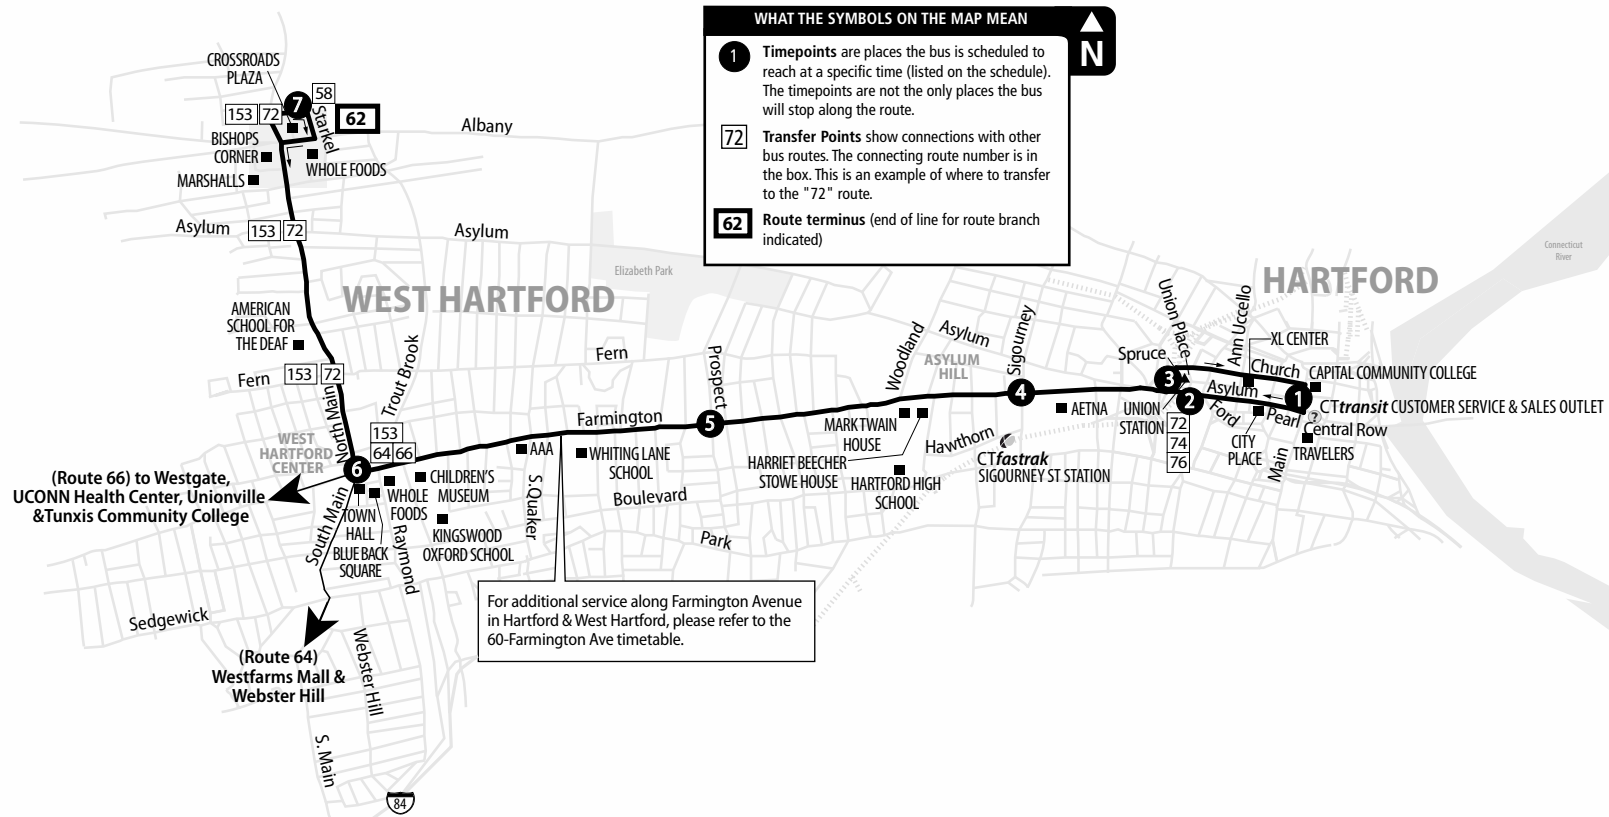 WHAT THE SYMBOLS ON THE MAP MEAN
N
1
Timepoints are places the bus is scheduled to
reach at a specific time (listed on the schedule).
The timepoints are not the only places the bus
will stop along the route.
72
Transfer Points show connections with other
bus routes. The connecting route number is in
the box. This is an example of where to transfer
to the "72" route.
62
Route terminus (end of line for route branch
indicated)
CROSSROADS
PLAZA
58
7
153 72
Starkel
62
Albany
BISHOPS
CORNER
WHOLE FOODS
MARSHALLS
Asylum
153 72
Asylum
Elizabeth Park
Connecticut
River
WEST HARTFORD
HARTFORD
AMERICAN
SCHOOL FOR
THE DEAF
Fern
153 72
North Main
Trout Brook
Fern
Prospect
Woodland
Asylum
ASYLUM
HILL
Sigourney
Union Place
Spruce
Ann Uccello
XL CENTER
Church
CAPITAL COMMUNITY COLLEGE
3
4
2
1
Asylum
CTtransit CUSTOMER SERVICE & SALES OUTLET
?
Ford
Pearl
Central Row
TRAVELERS
Main
CITY
PLACE
UNION
STATION
72
74
76
AETNA
Farmington
5
MARK TWAIN
HOUSE
Hawthorn
CTfastrak
SIGOURNEY ST STATION
HARRIET BEECHER
STOWE HOUSE
HARTFORD HIGH
SCHOOL
WEST
HARTFORD
CENTER
153
64 66
6
AAA
WHITING LANE
SCHOOL
Boulevard
S.Quaker
Park
CHILDREN'S
MUSEUM
WHOLE
FOODS
KINGSWOOD
OXFORD SCHOOL
TOWN
HALL
BLUE BACK
SQUARE
Raymond
South Main
(Route 66) to Westgate,
UCONN Health Center, Unionville
&Tunxis Community College
For additional service along Farmington Avenue
in Hartford & West Hartford, please refer to the
60-Farmington Ave timetable.
Sedgewick
(Route 64)
Westfarms Mall &
Webster Hill
Webster Hill
S. Main
84